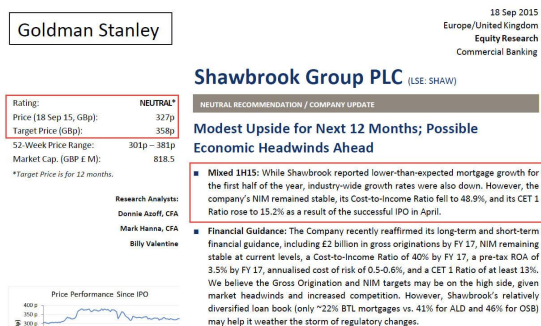 18 Sep 2015
Europe/United Kingdom
Equity Research
Commercial Banking
Goldman Stanley
Shawbrook Group PLC (LSE: SHAW)
NEUTRAL RECOMMENDATION / COMPANY UPDATE
Rating: NEUTRAL*
Price (18 Sep 15, GBp): 327p
Target Price (GBp): 358p
52-Week Price Range: 301p – 381p
Market Cap. (GBP £ M): 818.5
*Target Price is for 12 months.
Research Analysts:
Donnie Azoff, CFA
Mark Hanna, CFA
Billy Valentine
Price Performance Since IPO
400 p
350 p
300 p
Modest Upside for Next 12 Months; Possible
Economic Headwinds Ahead
Mixed 1H15: While Shawbrook reported lower-than-expected mortgage growth for
the first half of the year, industry-wide growth rates were also down. However, the
company's NIM remained stable, its Cost-to-Income Ratio fell to 48.9%, and its CET 1
Ratio rose to 15.2% as a result of the successful IPO in April.
Financial Guidance: The Company recently reaffirmed its long-term and short-term
financial guidance, including £2 billion in gross originations by FY 17, NIM remaining
stable at current levels, a Cost-to-Income Ratio of 40% by FY 17, a pre-tax ROA of
3.5% by FY 17, annualised cost of risk of 0.5-0.6%, and a CET 1 Ratio of at least 13%.
We believe the Gross Origination and NIM targets may be on the high side, given
market headwinds and increased competition. However, Shawbrook's relatively
diversified loan book (only ~22% BTL mortgages vs. 41% for ALD and 46% for OSB)
may help it weather the storm of regulatory changes.